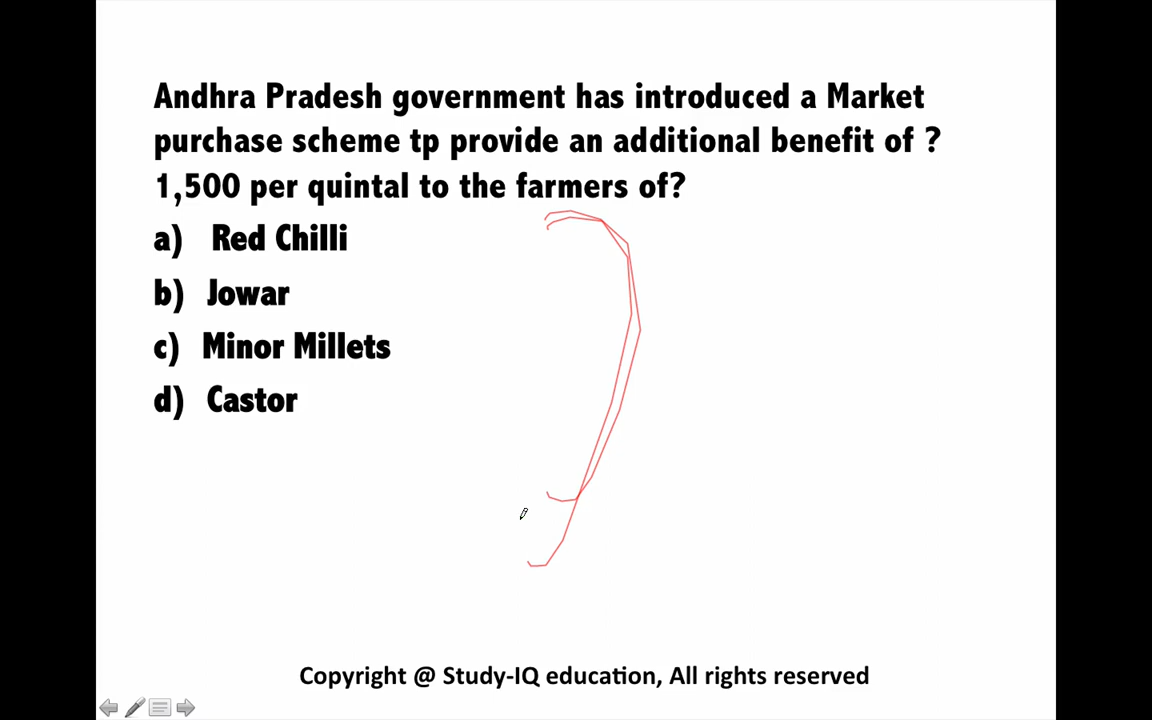 Andhra Pradesh government has introduced a Market
purchase scheme tp provide an additional benefit of ?
1,500 per quintal to the farmers of?
a) Red Chilli
b) Jowar
c) Minor Millets
d) Castor
Copyright @ Study-IQ education, All rights reserved